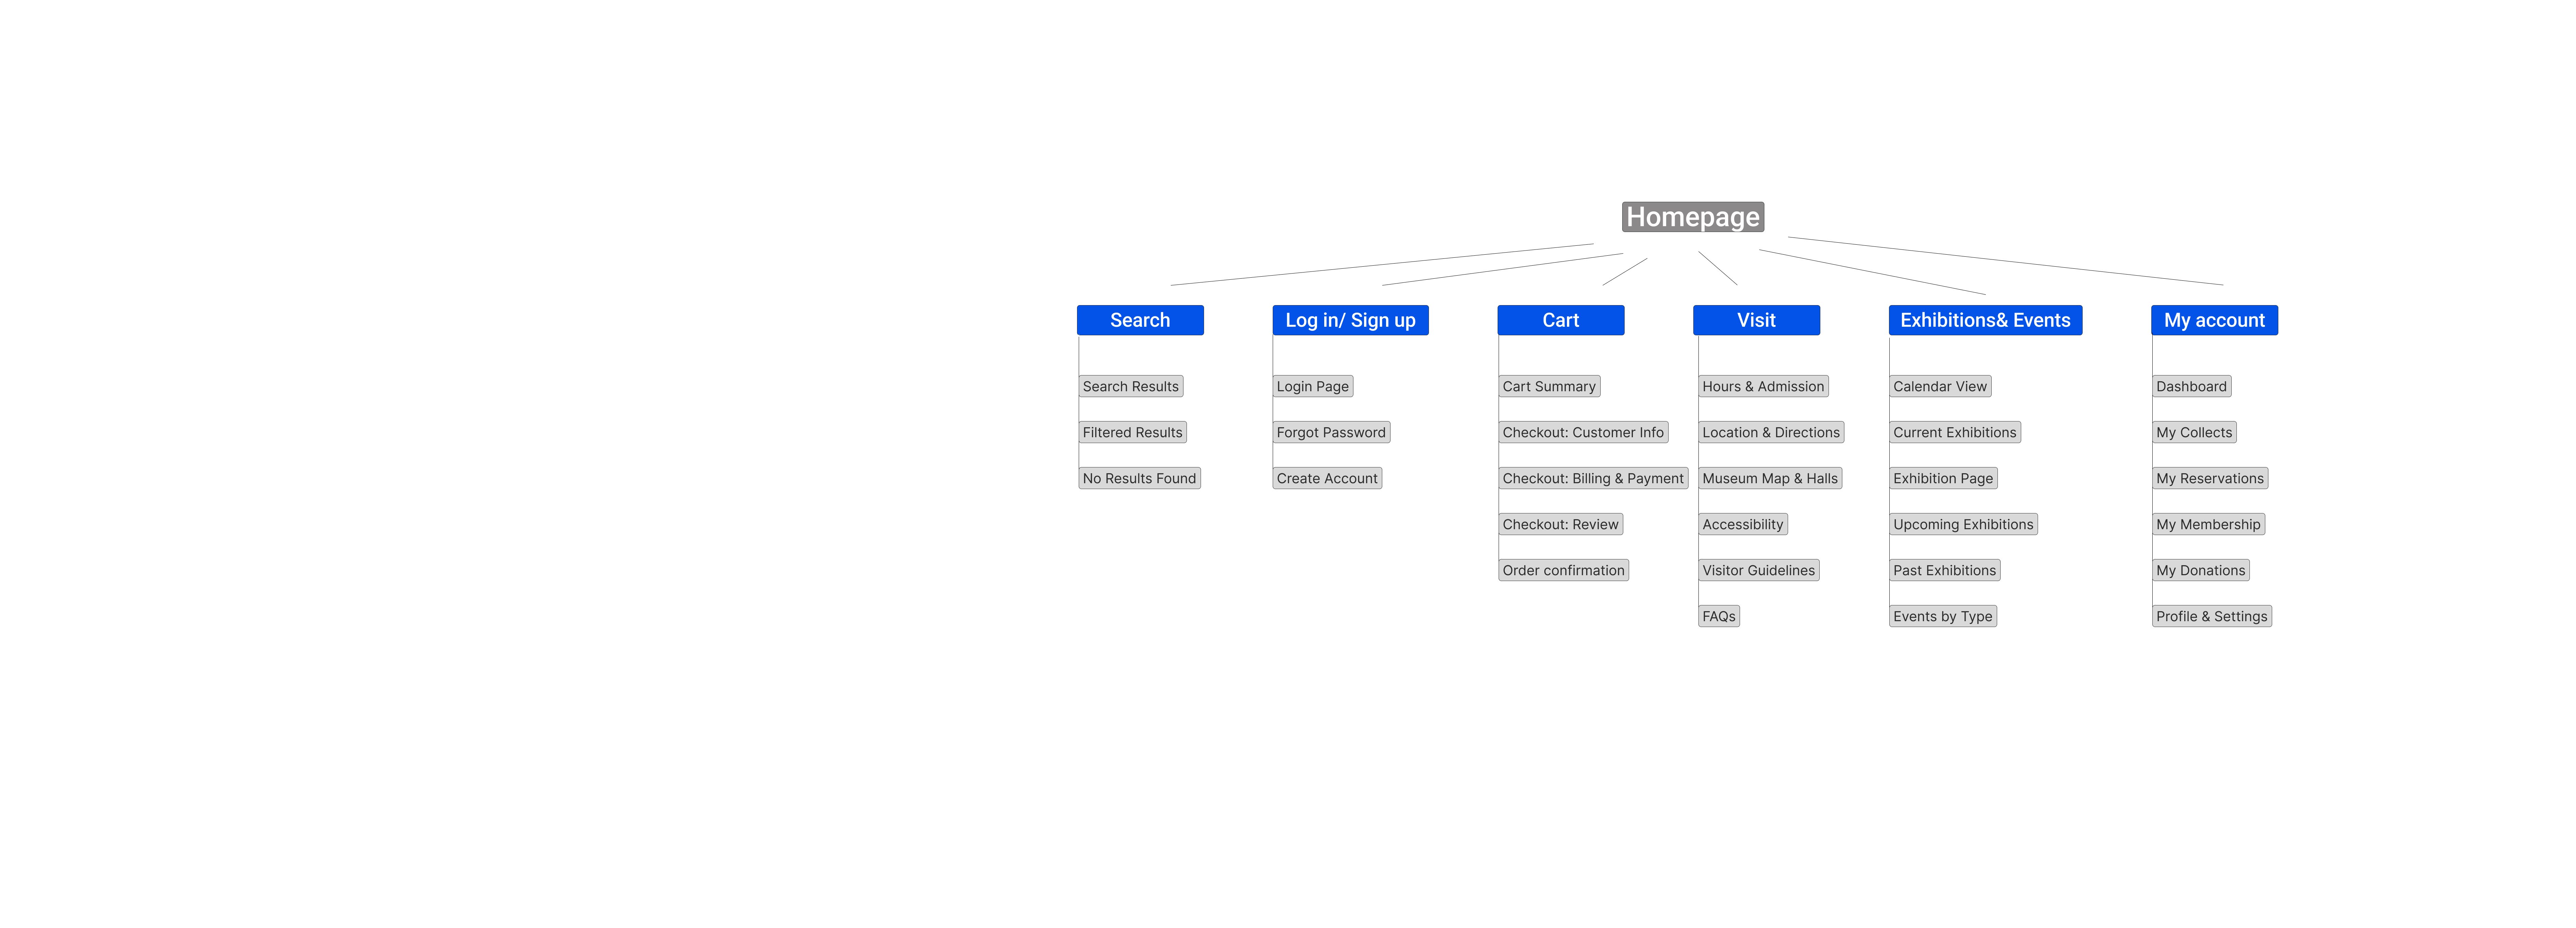 Homepage
Search
Log in/ Sign up
Cart
Visit
Exhibitions& Events
My account
Search Results
Filtered Results
No Results Found
Login Page
Forgot Password
Create Account
Cart Summary
Checkout: Customer Info
Checkout: Billing & Payment
Checkout: Review
Order confirmation
Hours & Admission
Location & Directions
Museum Map & Halls
Accessibility
Visitor Guidelines
FAQs
Calendar View
Current Exhibitions
Exhibition Page
Upcoming Exhibitions
Past Exhibitions
Events by Type
Dashboard
My Collects
My Reservations
My Membership
My Donations
Profile & Settings